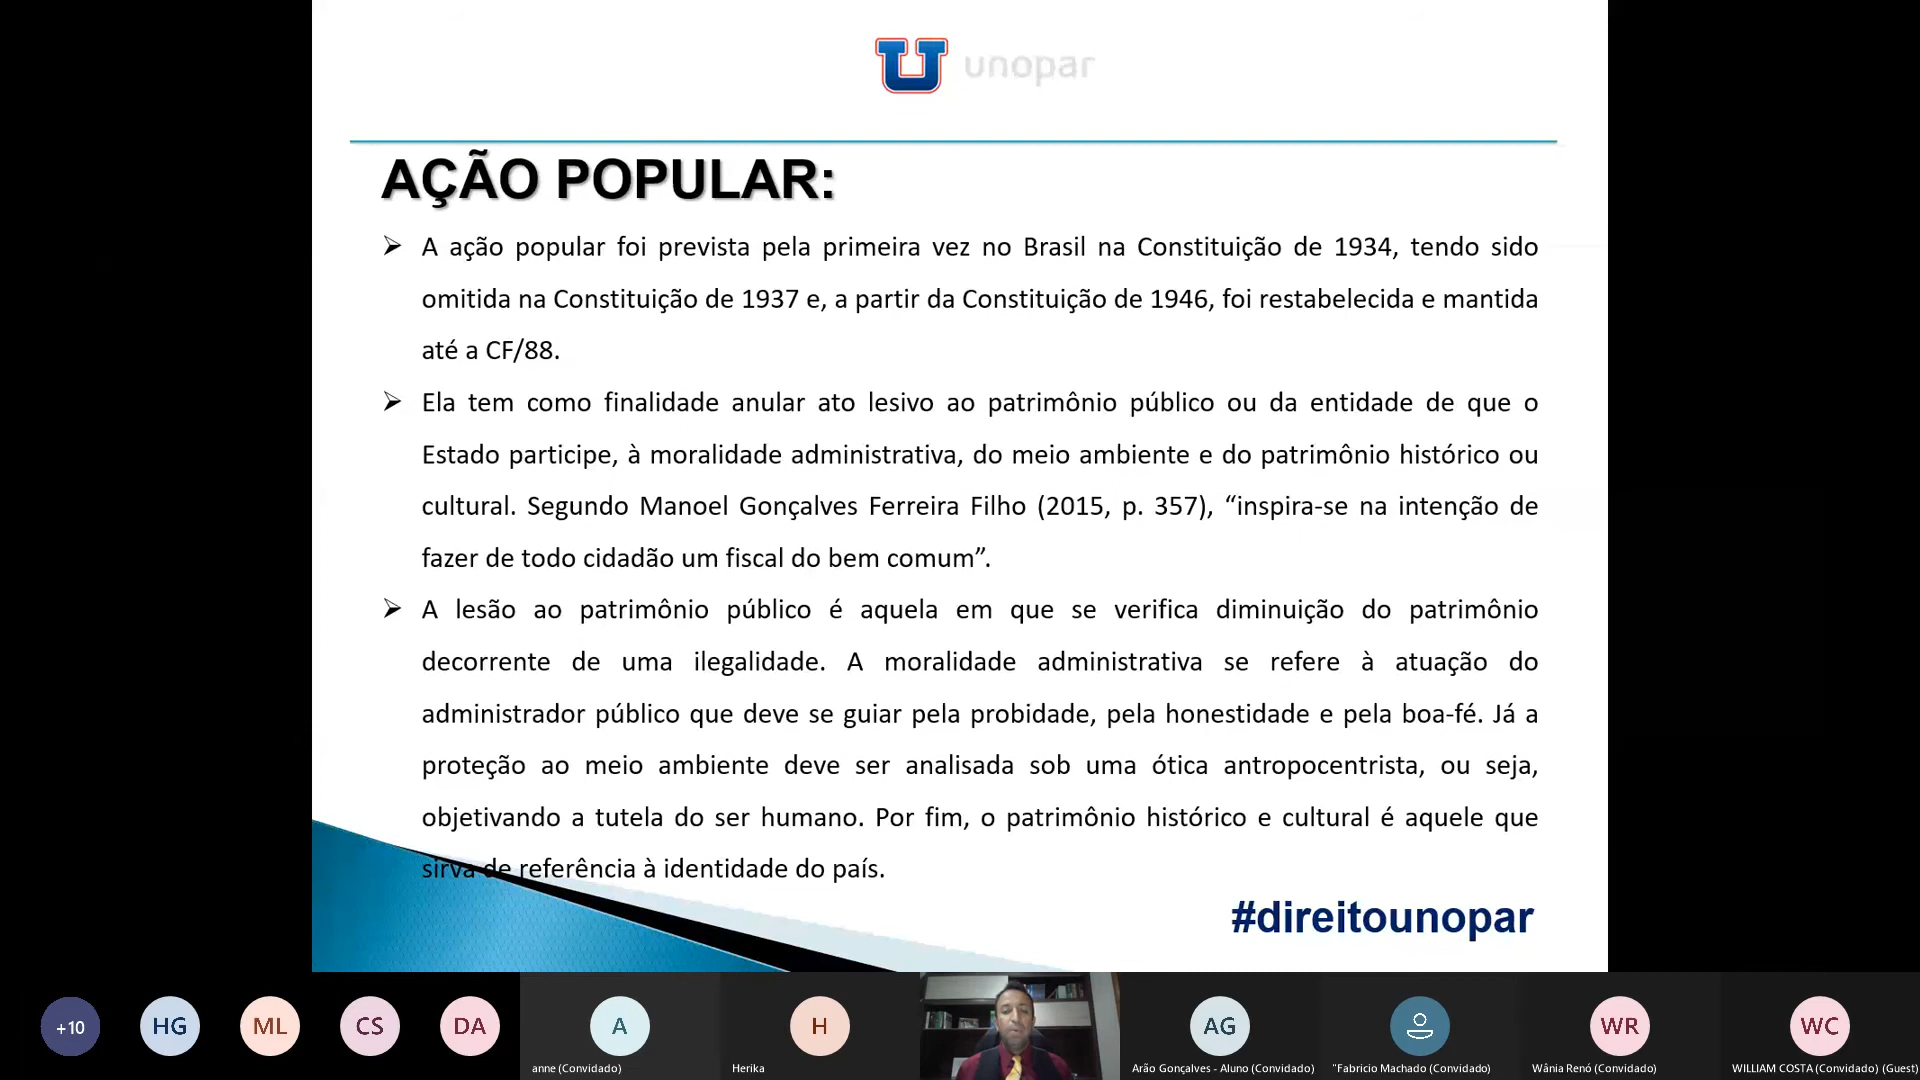 unopar
AÇÃO POPULAR:
A ação popular foi prevista pela primeira vez no Brasil na Constituição de 1934, tendo sido
omitida na Constituição de 1937 e, a partir da Constituição de 1946, foi restabelecida e mantida
até a CF/88.
Ela tem como finalidade anular ato lesivo ao patrimônio público ou da entidade de que o
Estado participe, à moralidade administrativa, do meio ambiente e do patrimônio histórico ou
cultural. Segundo Manoel Gonçalves Ferreira Filho (2015, p. 357), “inspira-se na intenção de
fazer de todo cidadão um fiscal do bem comum”.
A lesão ao patrimônio público é aquela em que se verifica diminuição do patrimônio
decorrente de uma ilegalidade. A moralidade administrativa se refere à atuação do
administrador público que deve se guiar pela probidade, pela honestidade e pela boa-fé. Já a
proteção ao meio ambiente deve ser analisada sob uma ótica antropocentrista, ou seja,
objetivando a tutela do ser humano. Por fim, o patrimônio histórico e cultural é aquele que
sirva de referência à identidade do país.
#direitounopar
+10 HG ML CS DA A H AG WR WC
anne (Convidado) Herika Arão Gonçalves - Aluno (Convidado) "Fabricio Machado (Convidado) Wânia Renó (Convidado) WILLIAM COSTA (Convidado) (Guest)